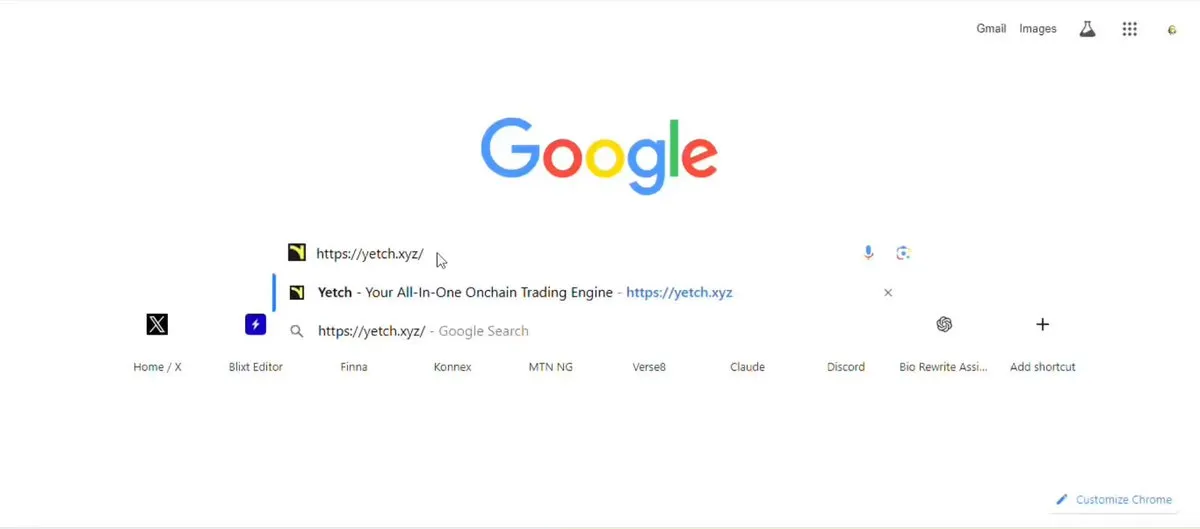 Gmail Images
Google
https://yetch.xyz/
Yetch - Your All-In-One Onchain Trading Engine - https://yetch.xyz
https://yetch.xyz/ - Google Search
Home / X Blixt Editor Finna Konnex MTN NG Verse8 Claude Discord Bio Rewrite Assi... Add shortcut
Customize Chrome